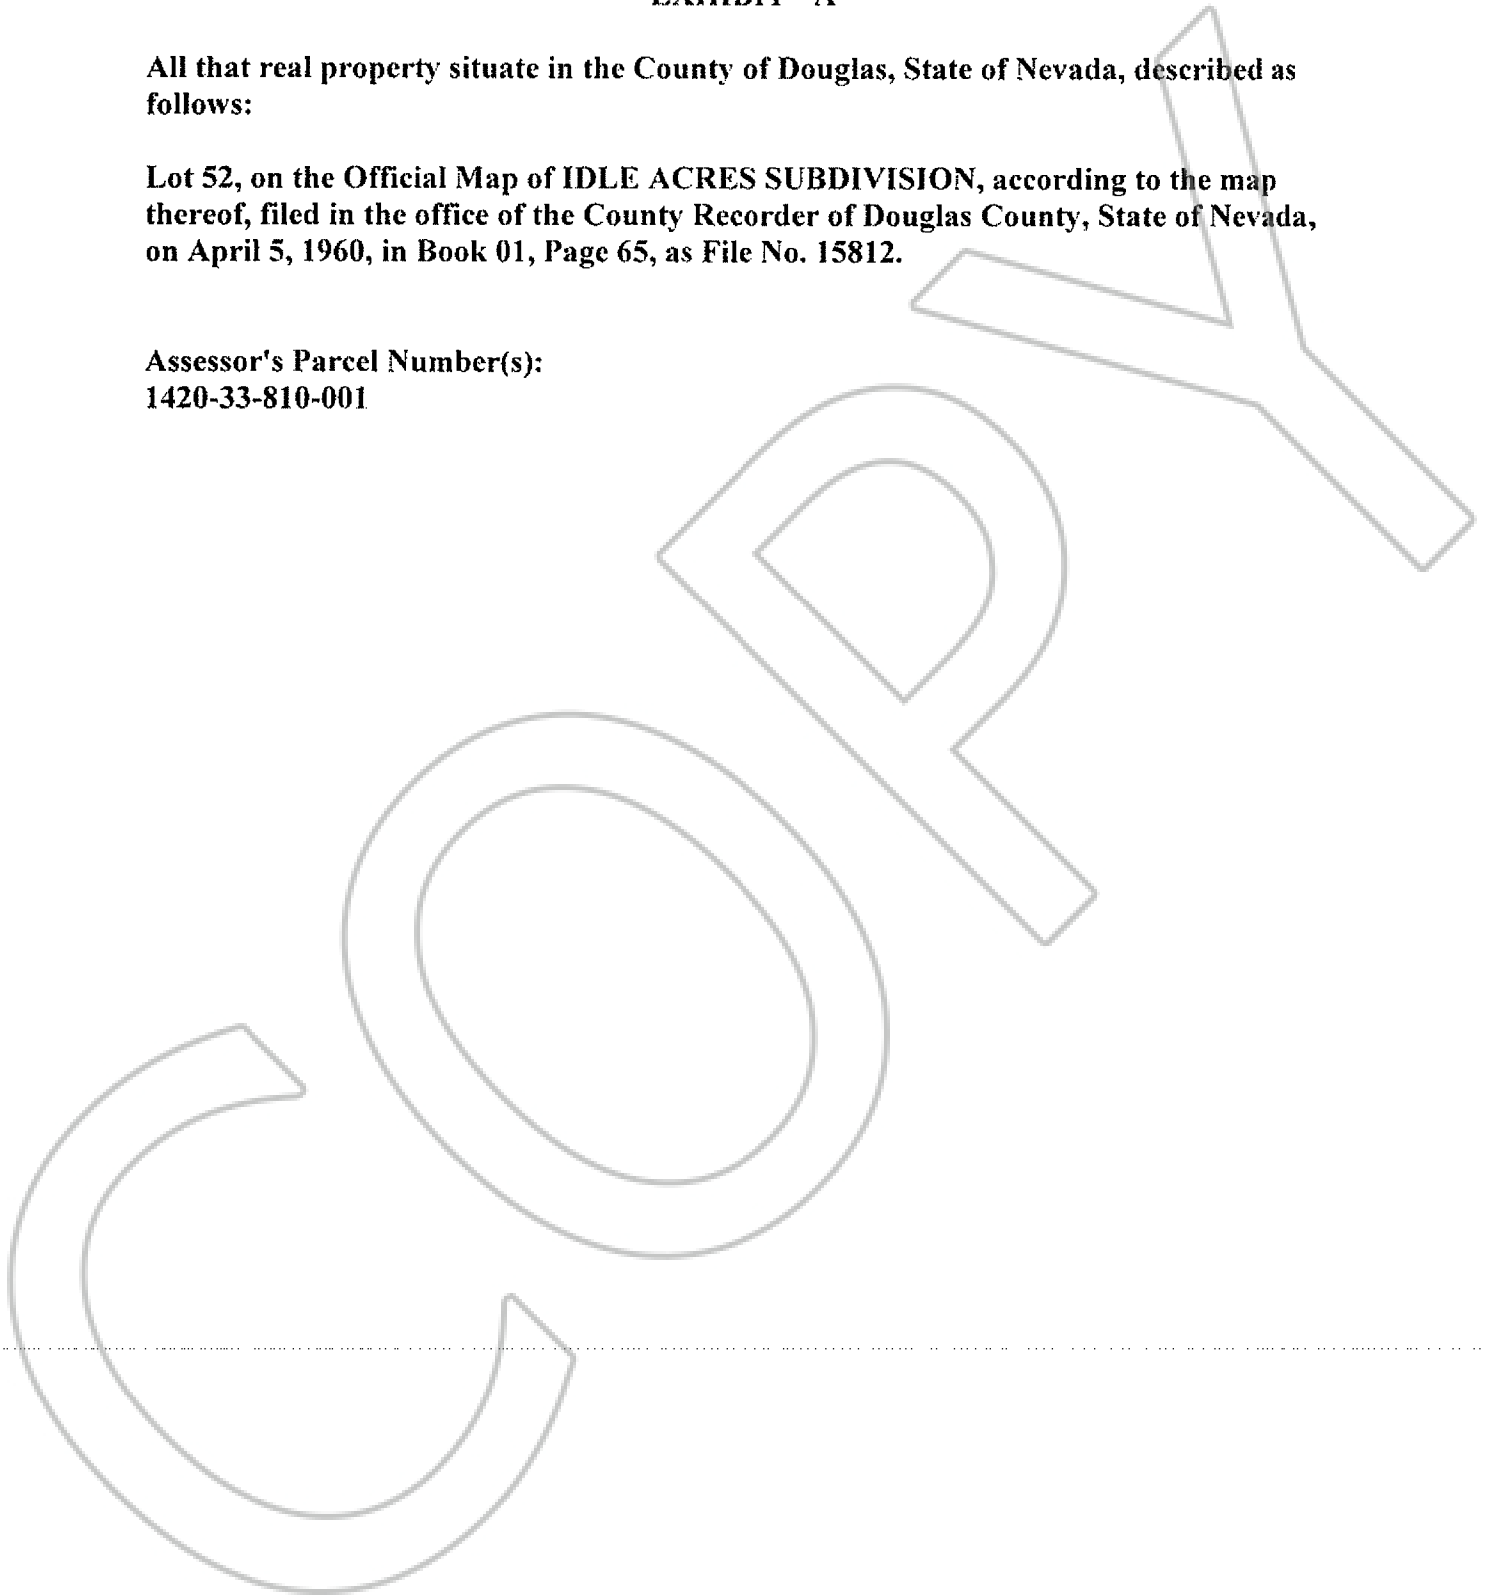 EXHIBIT "A"
All that real property situate in the County of Douglas, State of Nevada, described as
follows:
Lot 52, on the Official Map of IDLE ACRES SUBDIVISION, according to the map
thereof, filed in the office of the County Recorder of Douglas County, State of Nevada,
on April 5, 1960, in Book 01, Page 65, as File No. 15812.
Assessor's Parcel Number(s):
1420-33-810-001
COPY